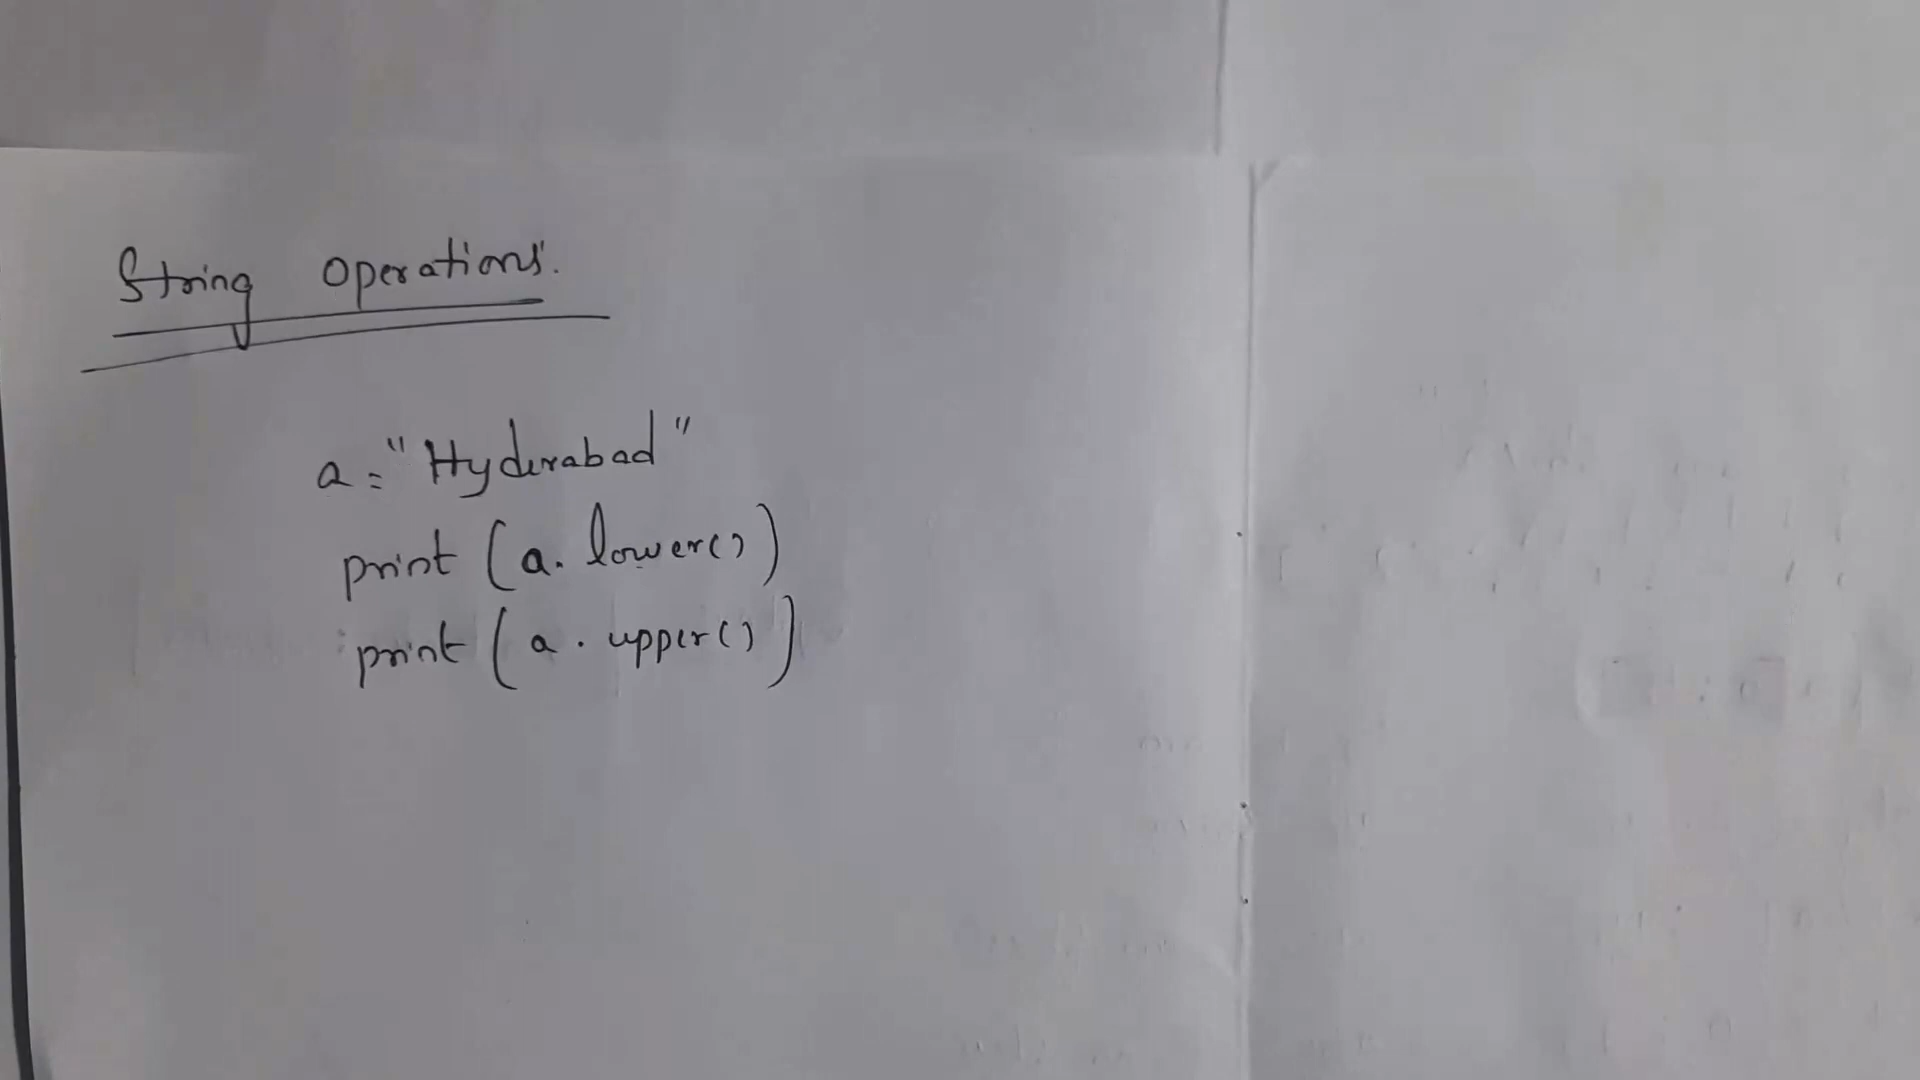 String operations.
a = "Hyderabad"
print (a. lower())
print (a. upper())